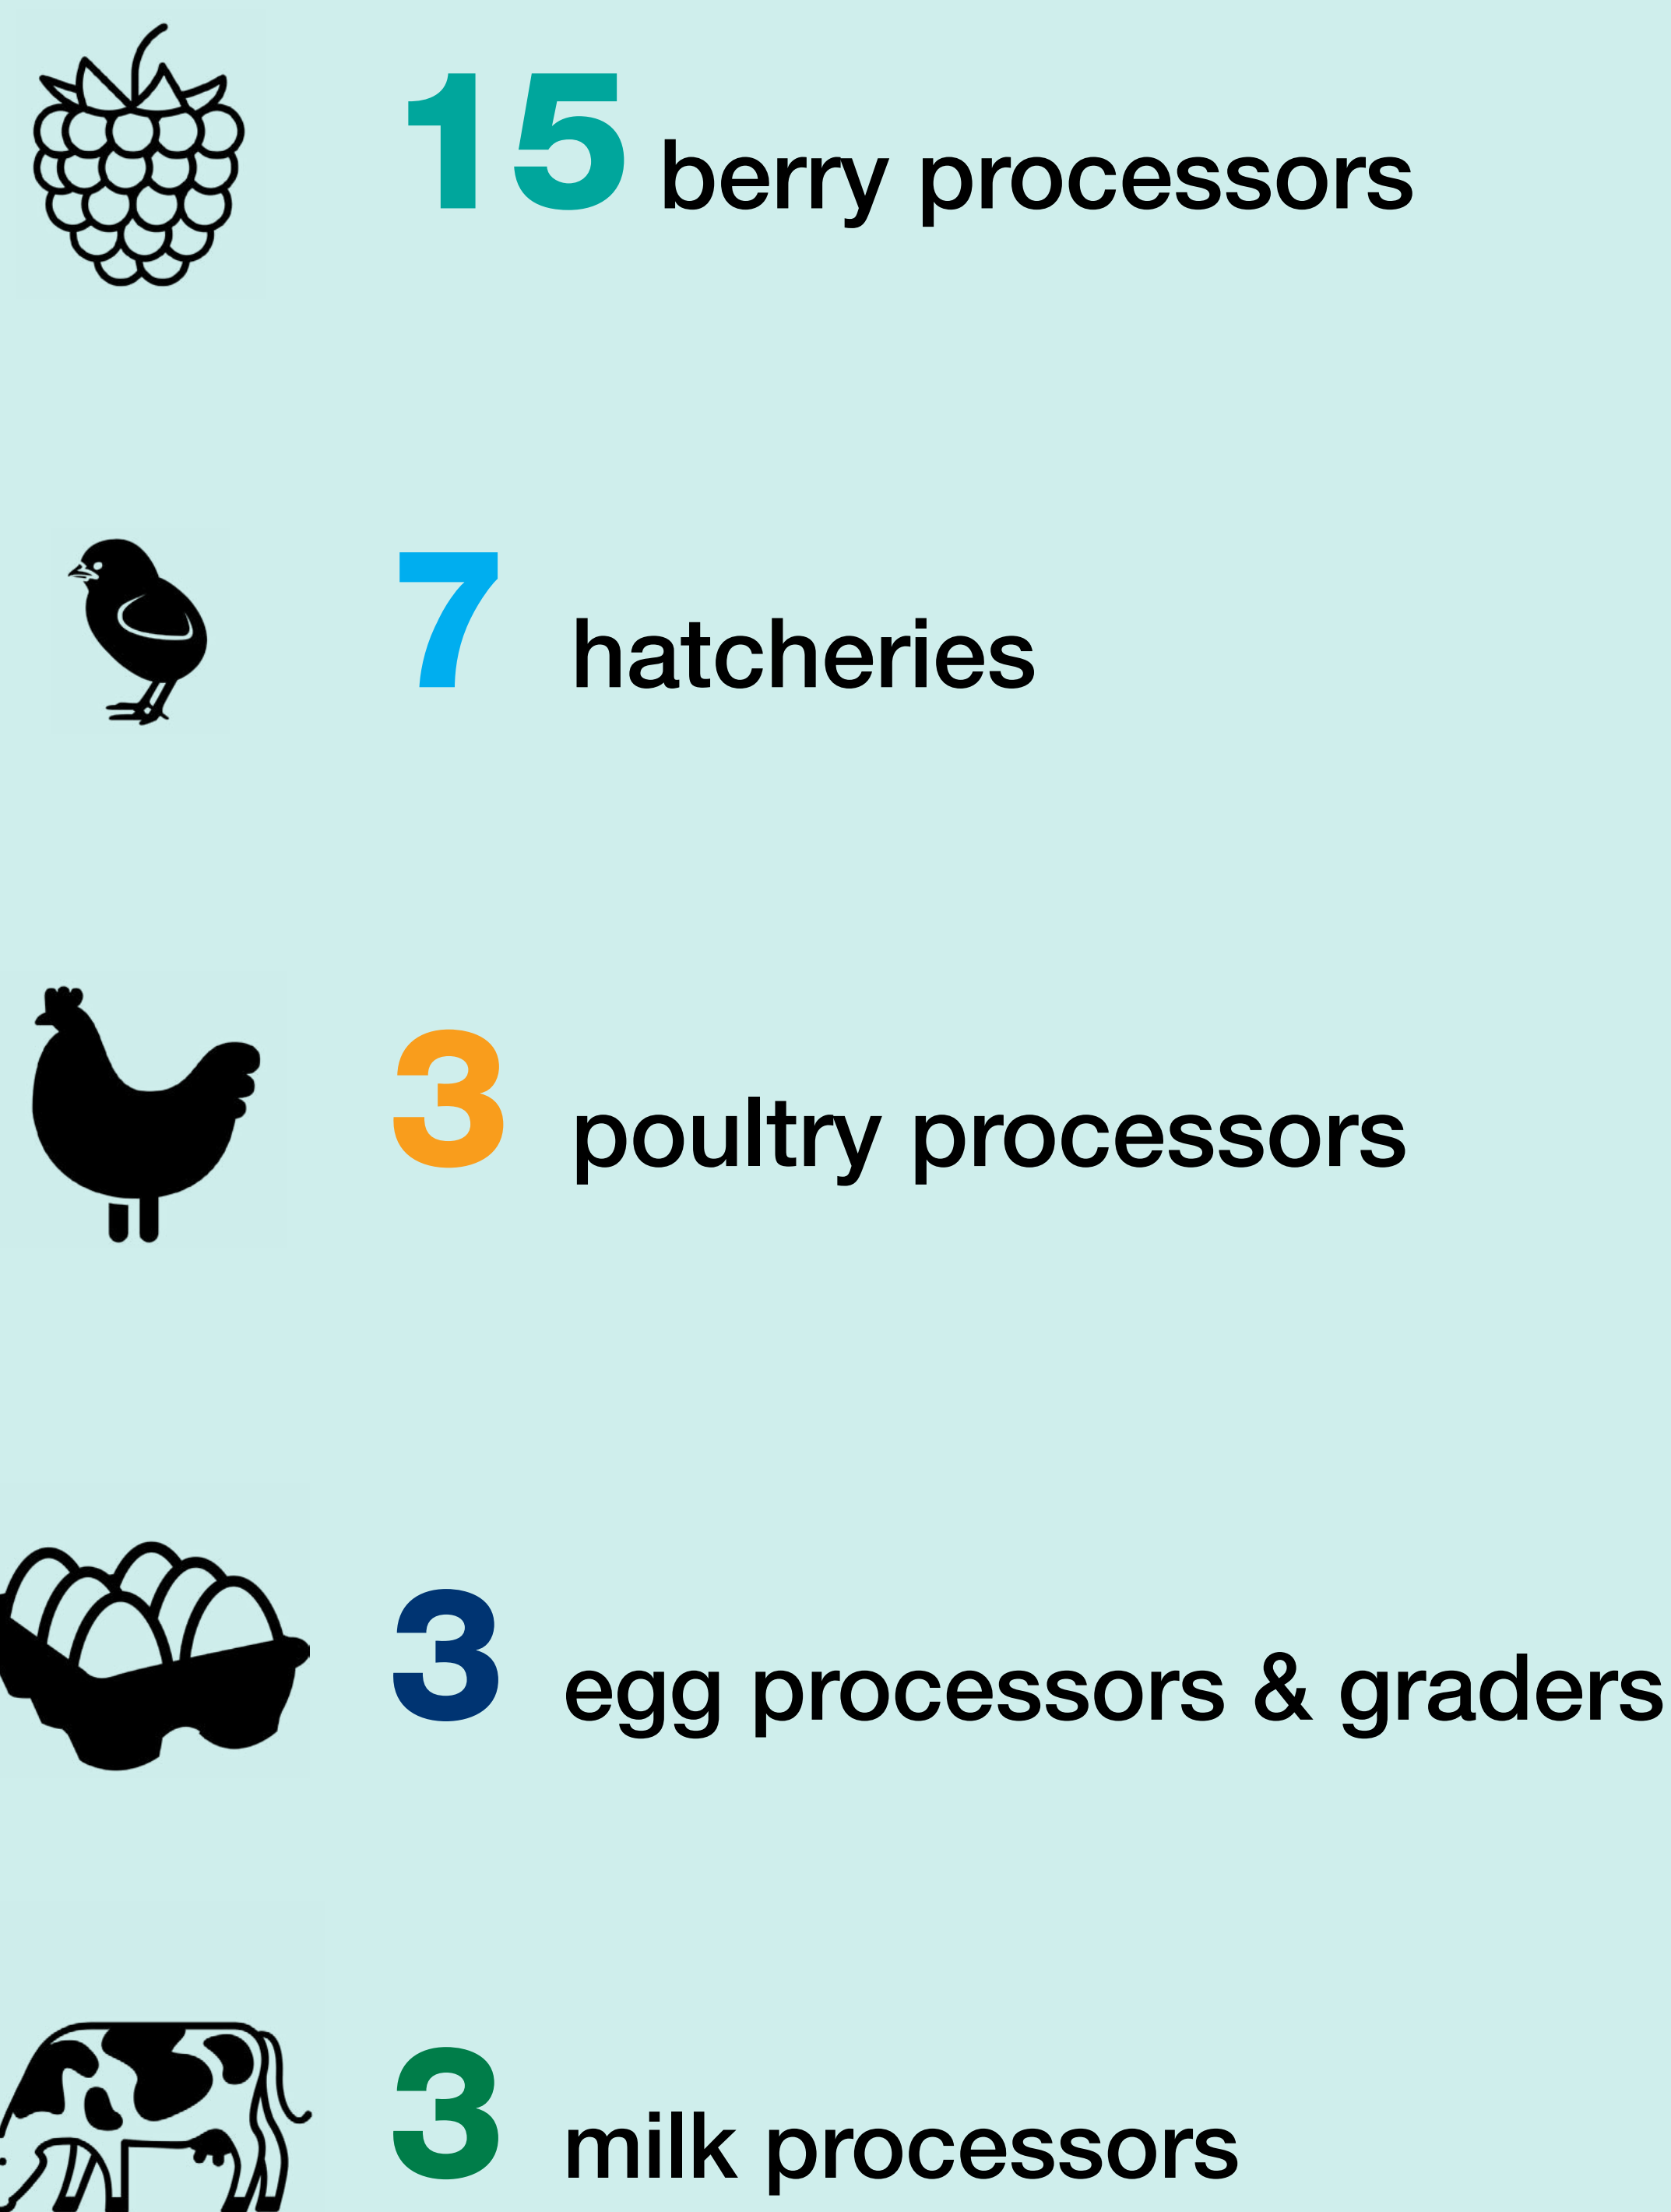 15 berry processors
7 hatcheries
3 poultry processors
3 egg processors & graders
3 milk processors